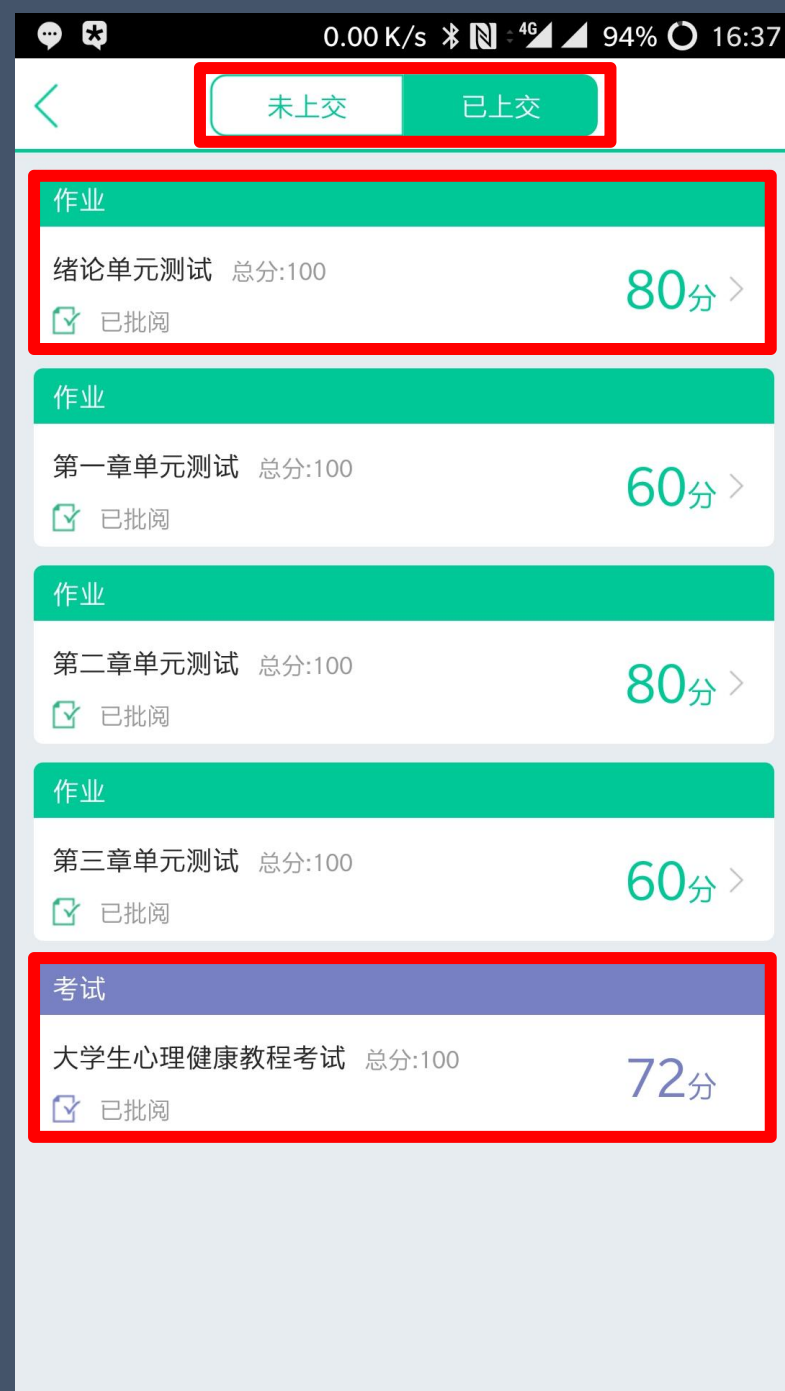 0.00 K/s 4G 94% 16:37
未上交 已上交
作业
绪论单元测试 总分:100
80分
已批阅
作业
第一章单元测试 总分:100
60分
已批阅
作业
第二章单元测试 总分:100
80分
已批阅
作业
第三章单元测试 总分:100
60分
已批阅
考试
大学生心理健康教程考试 总分:100
72分
已批阅